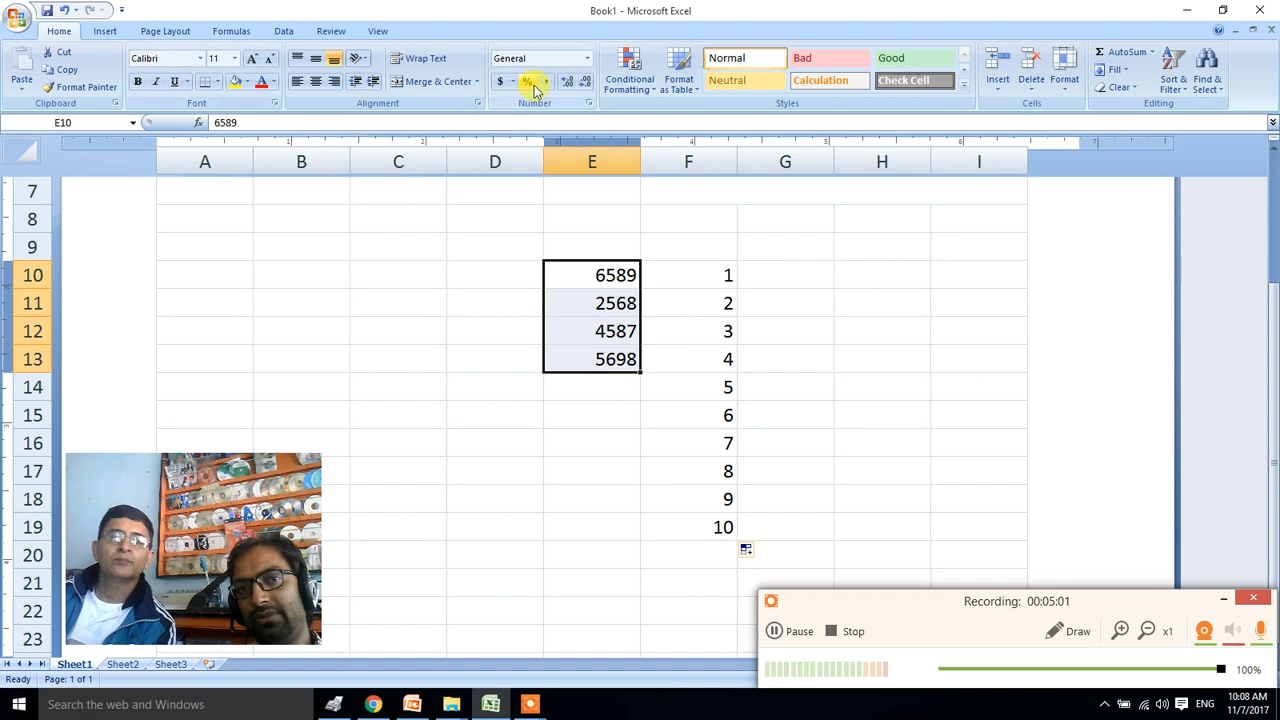 Book1 - Microsoft Excel
Home Insert Page Layout Formulas Data Review View
Paste
Cut
Copy
Format Painter
Clipboard
Calibri 11 A A
B I U A
Font
Wrap Text
Merge & Center
Alignment
General
$ %
Number
Conditional Formatting
Format as Table
Normal Bad Good
Neutral Calculation Check Cell
Styles
Insert Delete Format
Cells
AutoSum
Fill
Clear
Sort & Filter
Find & Select
Editing
E10 fx 6589
A B C D E F G H I
7
8
9
10 6589 1
11 2568 2
12 4587 3
13 5698 4
14 5
15 6
16 7
17 8
18 9
19 10
20
21
22
23
Recording: 00:05:01
Pause Stop Draw x1
100%
Sheet1 Sheet2 Sheet3
Ready Page: 1 of 1
Search the web and Windows
ENG
10:08 AM
11/7/2017